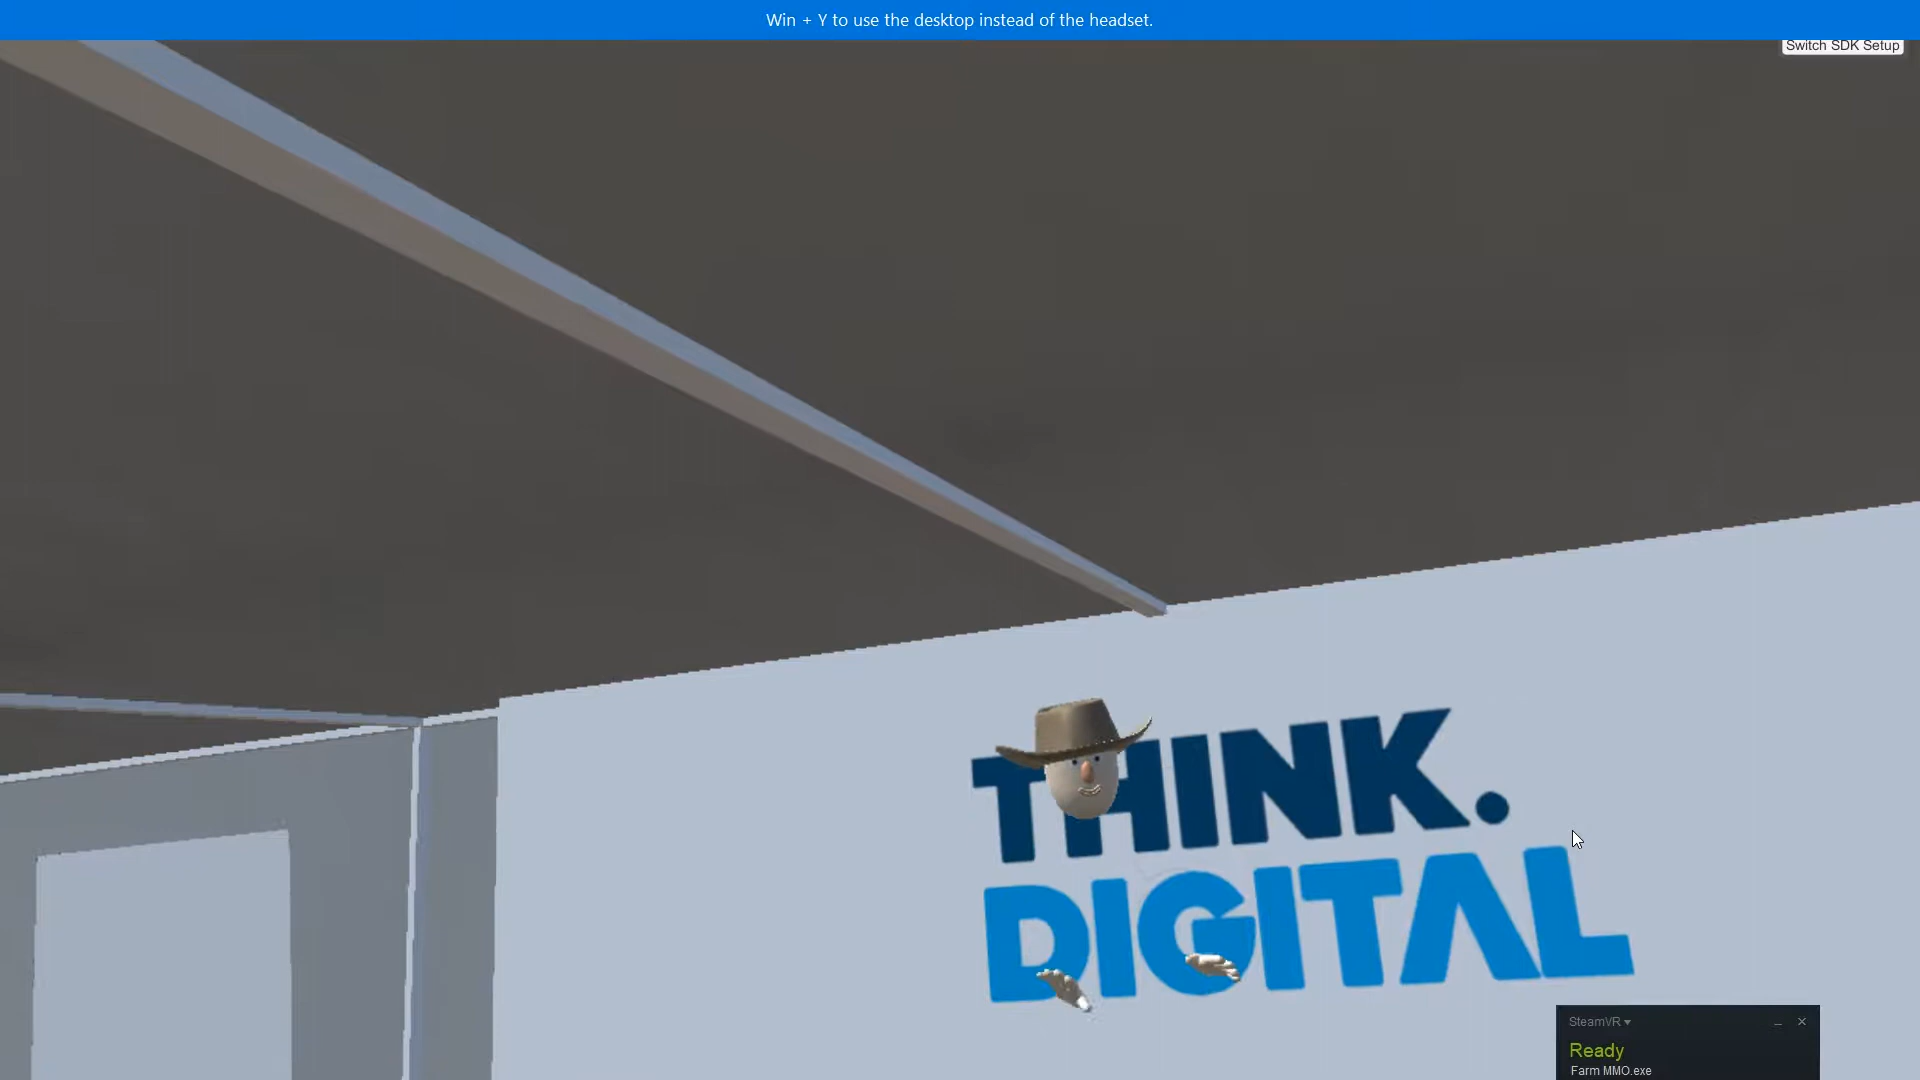 Win + Y to use the desktop instead of the headset.
Switch SDK Setup
THINK.
DIGITAL
SteamVR
Ready
Farm MMO.exe